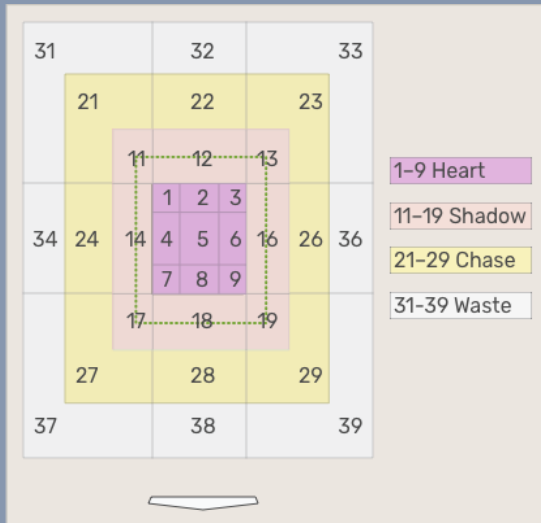 31 32 33
21 22 23
11 12 13
1 2 3
34 24 14 4 5 6 16 26 36
7 8 9
17 18 19
27 28 29
37 38 39
1–9 Heart
11–19 Shadow
21–29 Chase
31-39 Waste